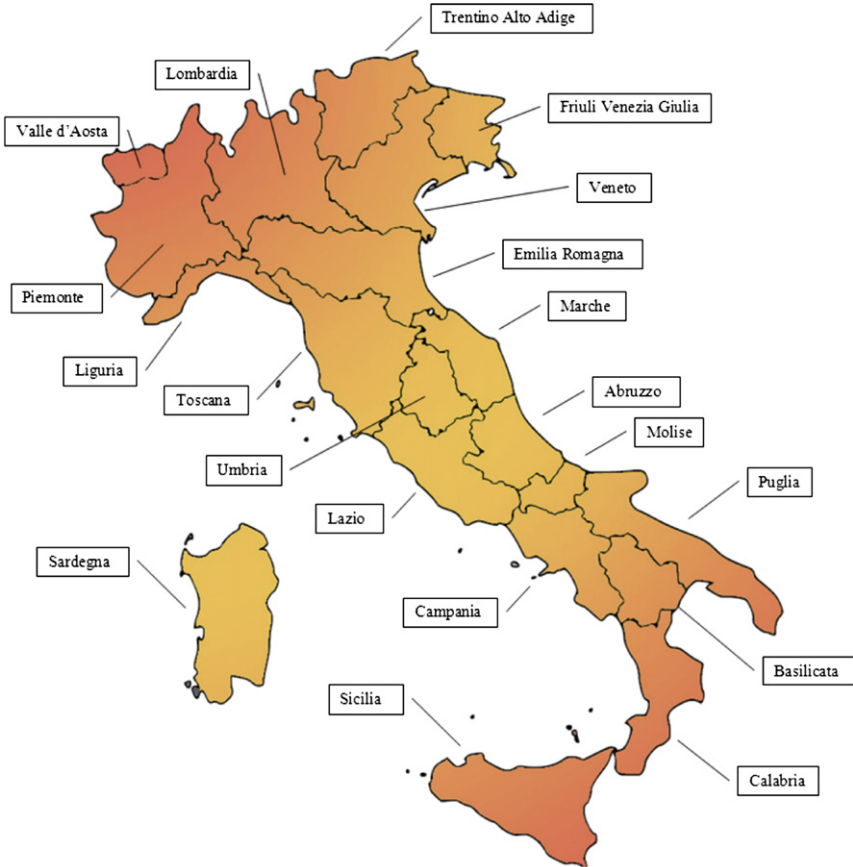 Trentino Alto Adige
Lombardia
Friuli Venezia Giulia
Valle d'Aosta
Veneto
Emilia Romagna
Piemonte
Marche
Liguria
Toscana
Abruzzo
Molise
Umbria
Puglia
Lazio
Sardegna
Campania
Basilicata
Sicilia
Calabria